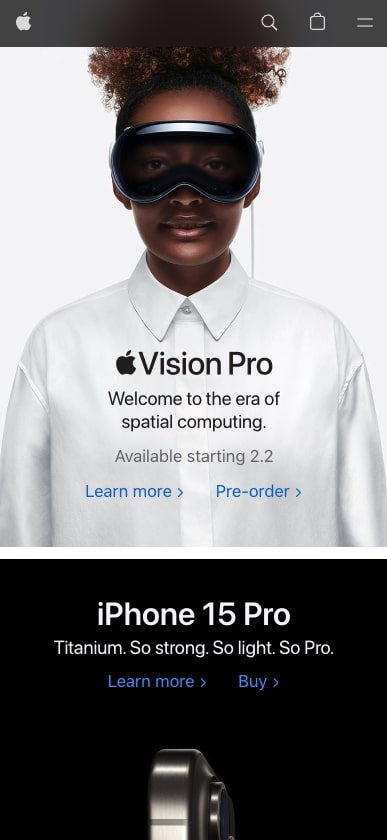 Vision Pro
Welcome to the era of
spatial computing.
Available starting 2.2
Learn more >
Pre-order >
iPhone 15 Pro
Titanium. So strong. So light. So Pro.
Learn more >
Buy >